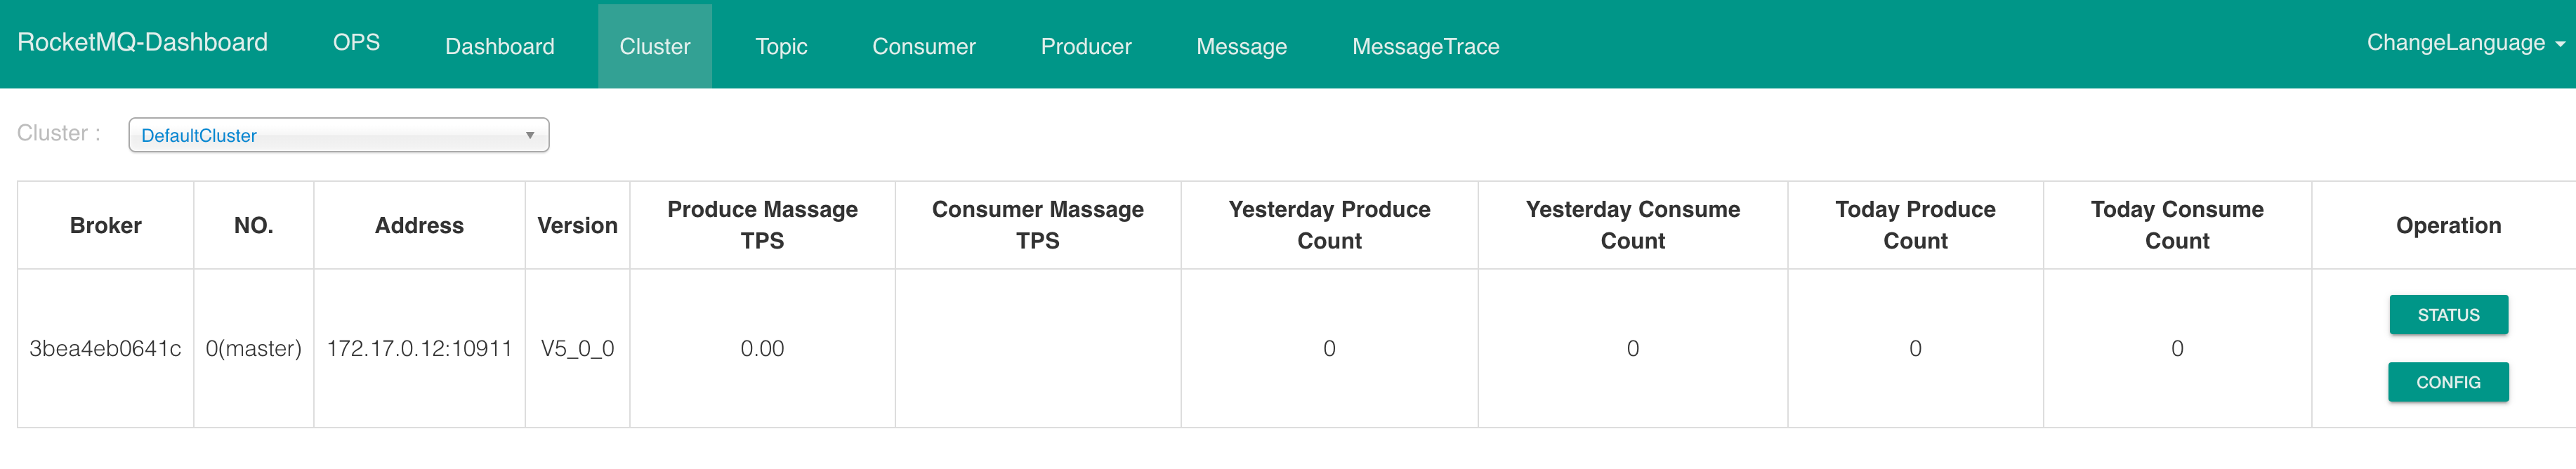 RocketMQ-Dashboard OPS Dashboard Cluster Topic Consumer Producer Message MessageTrace ChangeLanguage
Cluster : DefaultCluster
Broker NO. Address Version Produce Massage TPS Consumer Massage TPS Yesterday Produce Count Yesterday Consume Count Today Produce Count Today Consume Count Operation
3bea4eb0641c 0(master) 172.17.0.12:10911 V5_0_0 0.00 0 0 0 0 STATUS
CONFIG